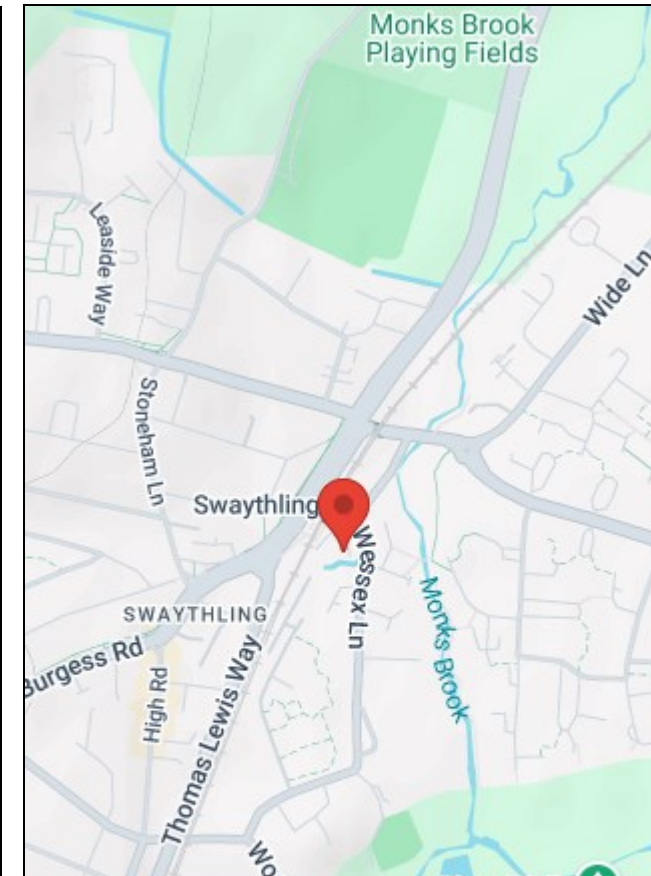 Monks Brook
Playing Fields
Leaside Way
Wide Ln
Stoneham Ln
Swaythling
Wessex Ln
SWAYTHLING
Monks Brook
Burgess Rd
High Rd
Thomas Lewis Way